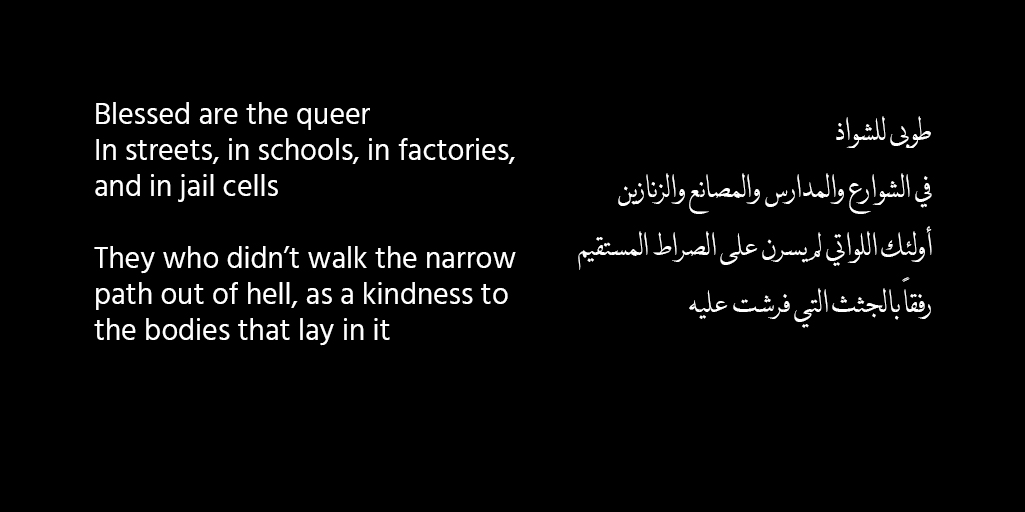 Blessed are the queer
In streets, in schools, in factories,
and in jail cells
They who didn’t walk the narrow
path out of hell, as a kindness to
the bodies that lay in it
طوبى للشواذ
في الشوارع والمدارس والمصانع والزنازين
أولئك اللواتي لم يسرن على الصراط المستقيم
رفقاً بالجثث التي فرشت عليه